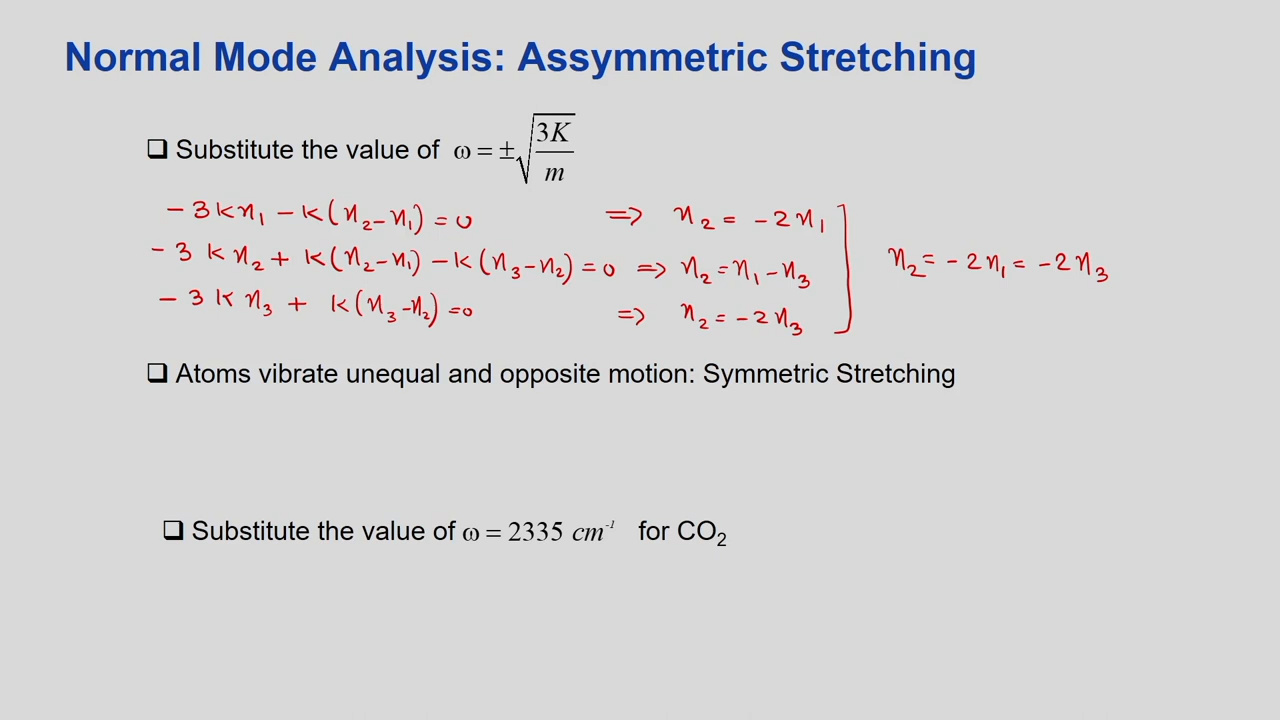 Normal Mode Analysis: Assymmetric Stretching
❑ Substitute the value of ω = ±√(3K/m)
-3kx₁ - k(x₂-x₁) = 0 ⇒ x₂ = -2x₁
-3kx₂ + k(x₂-x₁) - k(x₃-x₂) = 0 ⇒ x₂ = x₁ - x₃ x₂ = -2x₁ = -2x₃
-3kx₃ + k(x₃-x₂) = 0 ⇒ x₂ = -2x₃
❑ Atoms vibrate unequal and opposite motion: Symmetric Stretching
❑ Substitute the value of ω = 2335 cm⁻¹ for CO₂